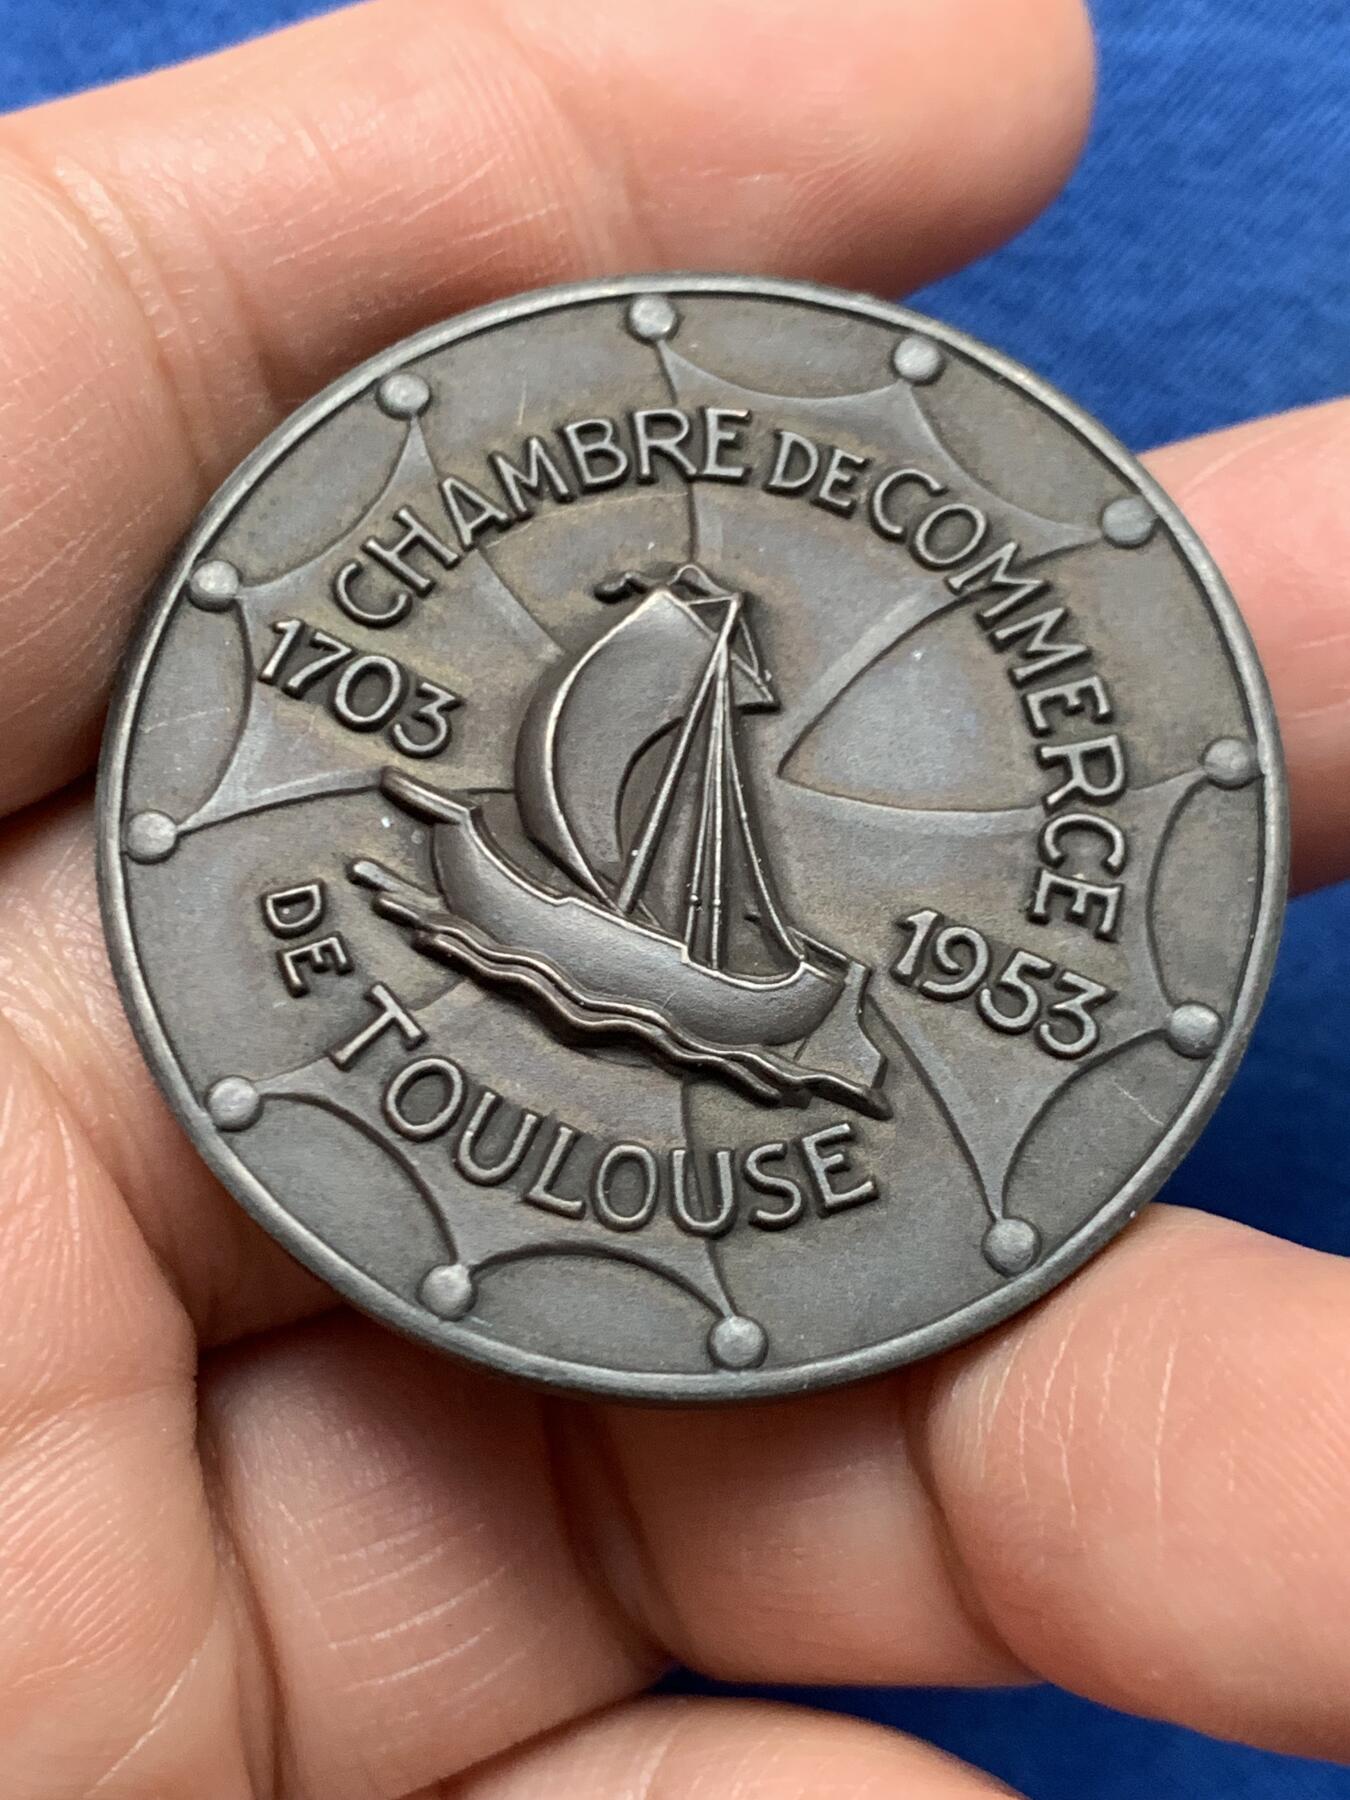 CHAMBRE DE COMMERCE
1703
1953
DE TOULOUSE